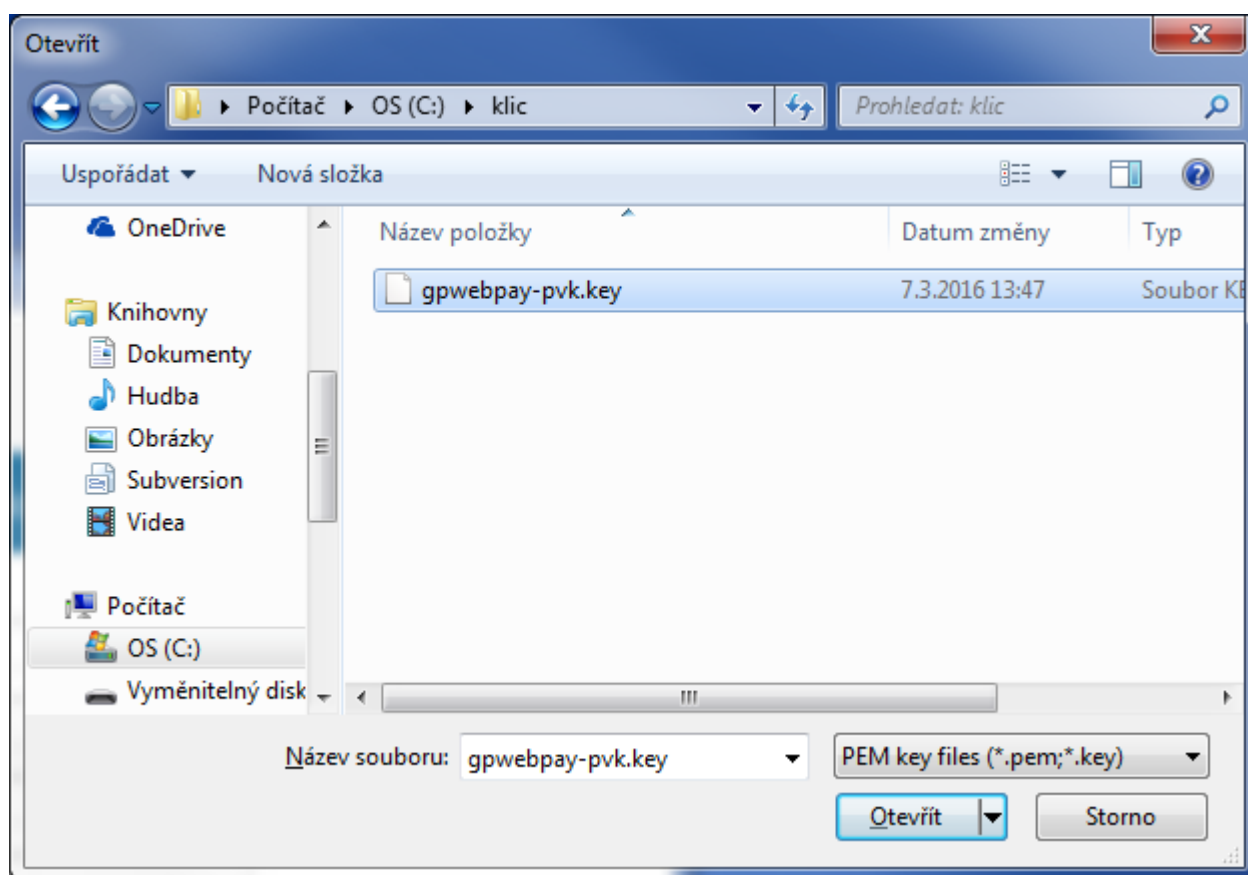 Otevřít
Počítač OS (C:) klic
Prohledat: klic
Uspořádat Nová složka
OneDrive
Knihovny
Dokumenty
Hudba
Obrázky
Subversion
Videa
Počítač
OS (C:)
Vyměnitelný disk
Název položky Datum změny Typ
gpwebpay-pvk.key 7.3.2016 13:47 Soubor KE
Název souboru: gpwebpay-pvk.key PEM key files (*.pem;*.key)
Otevřít Storno